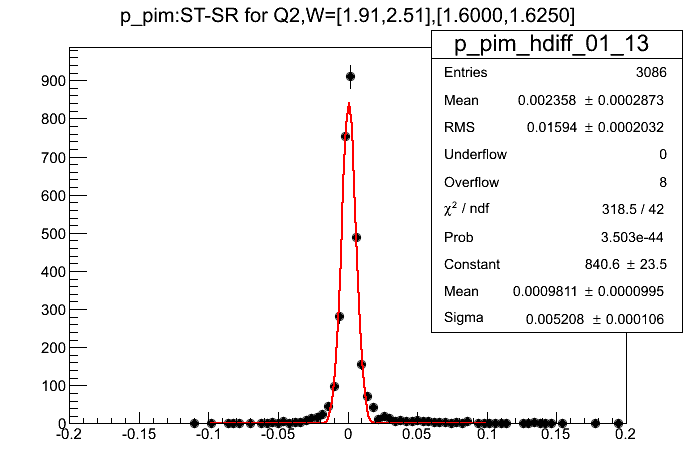 p_pim:ST-SR for Q2,W=[1.91,2.51],[1.6000,1.6250]
p_pim_hdiff_01_13
Entries 3086
Mean 0.002358 ± 0.0002873
RMS 0.01594 ± 0.0002032
Underflow 0
Overflow 8
χ² / ndf 318.5 / 42
Prob 3.503e-44
Constant 840.6 ± 23.5
Mean 0.0009811 ± 0.0000995
Sigma 0.005208 ± 0.000106
900
800
700
600
500
400
300
200
100
0
-0.2 -0.15 -0.1 -0.05 0 0.05 0.1 0.15 0.2